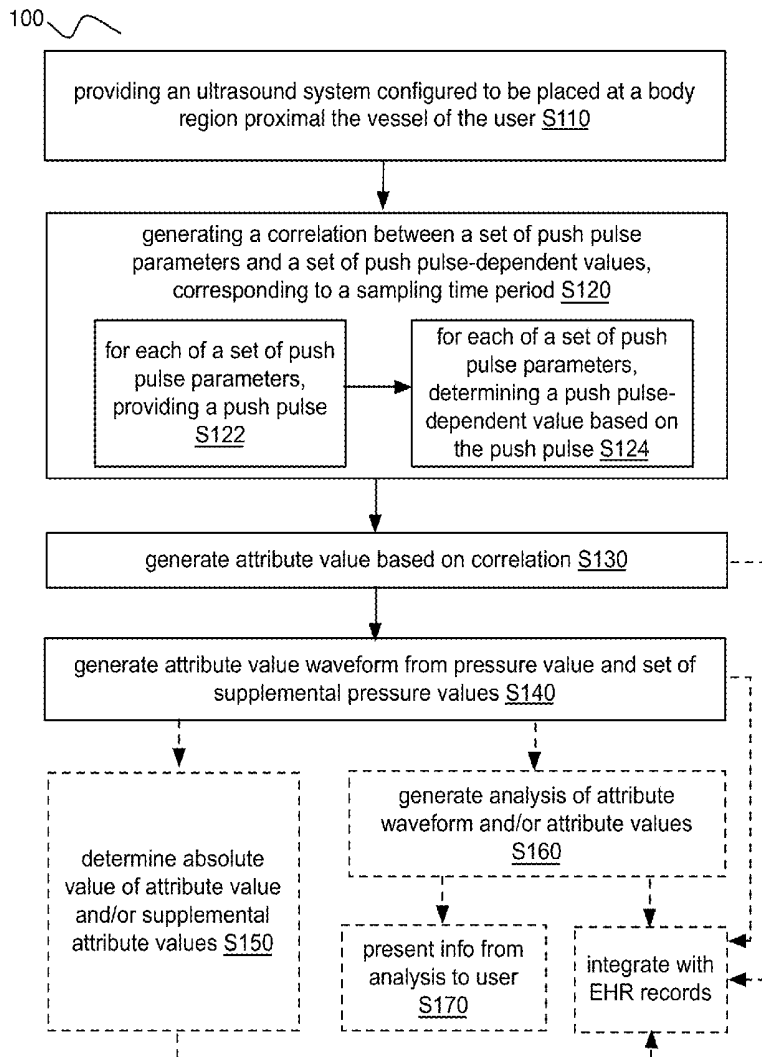 100
providing an ultrasound system configured to be placed at a body
region proximal the vessel of the user S110
generating a correlation between a set of push pulse
parameters and a set of push pulse-dependent values,
corresponding to a sampling time period S120
for each of a set of push
pulse parameters,
providing a push pulse
S122
for each of a set of push
pulse parameters,
determining a push pulse-
dependent value based on
the push pulse S124
generate attribute value based on correlation S130
generate attribute value waveform from pressure value and set of
supplemental pressure values S140
determine absolute
value of attribute value
and/or supplemental
attribute values S150
generate analysis of attribute
waveform and/or attribute values
S160
present info from
analysis to user
S170
integrate with
EHR records